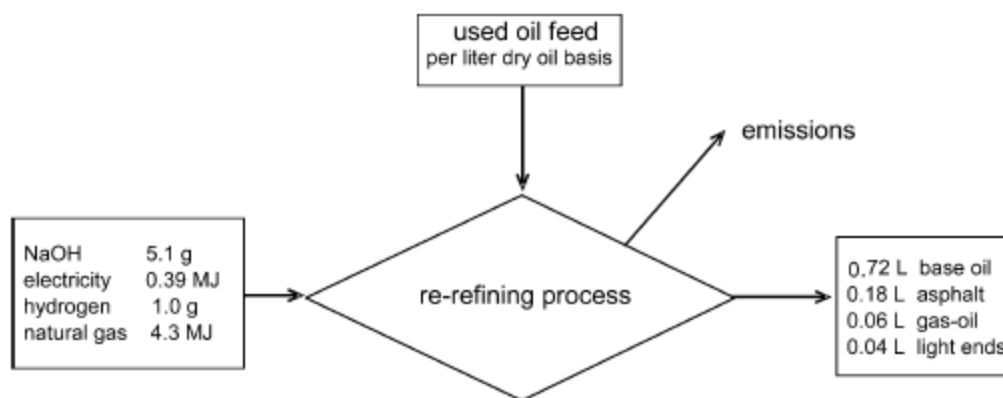 used oil feed
per liter dry oil basis
emissions
NaOH 5.1 g
electricity 0.39 MJ
hydrogen 1.0 g
natural gas 4.3 MJ
re-refining process
0.72 L base oil
0.18 L asphalt
0.06 L gas-oil
0.04 L light ends